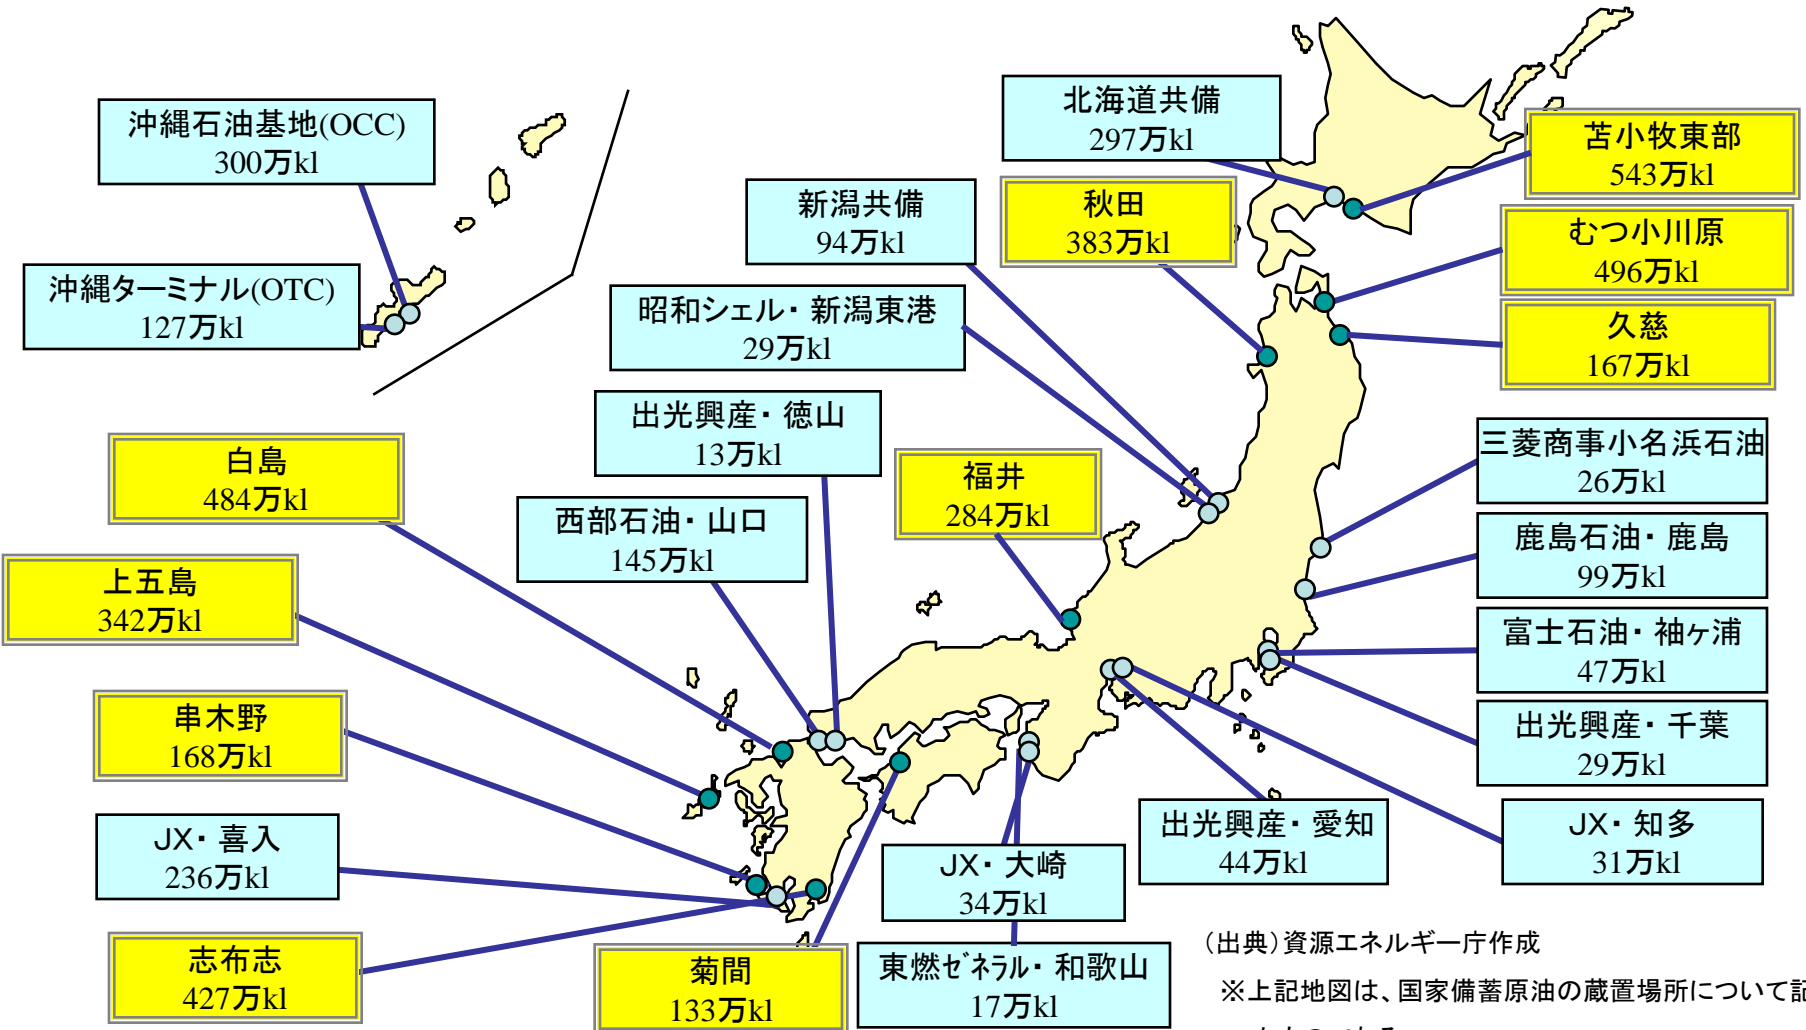 沖縄石油基地(OCC)
300万kl
沖縄ターミナル(OTC)
127万kl
北海道共備
297万kl
苫小牧東部
543万kl
新潟共備
94万kl
秋田
383万kl
むつ小川原
496万kl
昭和シェル・新潟東港
29万kl
久慈
167万kl
出光興産・徳山
13万kl
白島
484万kl
福井
284万kl
三菱商事小名浜石油
26万kl
西部石油・山口
145万kl
鹿島石油・鹿島
99万kl
上五島
342万kl
富士石油・袖ヶ浦
47万kl
串木野
168万kl
出光興産・千葉
29万kl
JX・喜入
236万kl
出光興産・愛知
44万kl
JX・知多
31万kl
JX・大崎
34万kl
志布志
427万kl
菊間
133万kl
東燃ゼネラル・和歌山
17万kl
（出典）資源エネルギー庁作成
※上記地図は、国家備蓄原油の蔵置場所について記